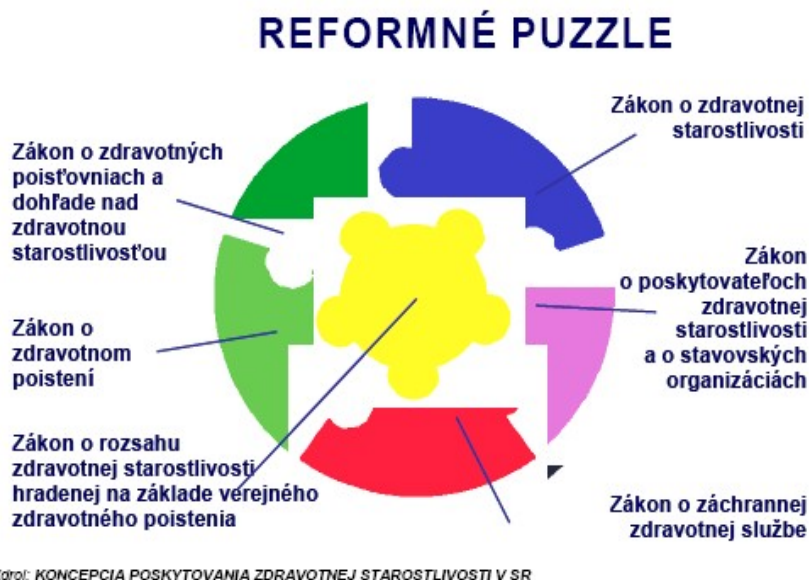 REFORMNÉ PUZZLE
Zákon o zdravotnej
starostlivosti
Zákon o zdravotných
poisťovniach a
dohľade nad
zdravotnou
starostlivosťou
Zákon
o poskytovateľoch
zdravotnej
starostlivosti
a o stavovských
organizáciách
Zákon o
zdravotnom
poistení
Zákon o rozsahu
zdravotnej starostlivosti
hradenej na základe verejného
zdravotného poistenia
Zákon o záchrannej
zdravotnej službe
KONCEPCIA POSKYTOVANIA ZDRAVOTNEJ STAROSTLIVOSTI V SR